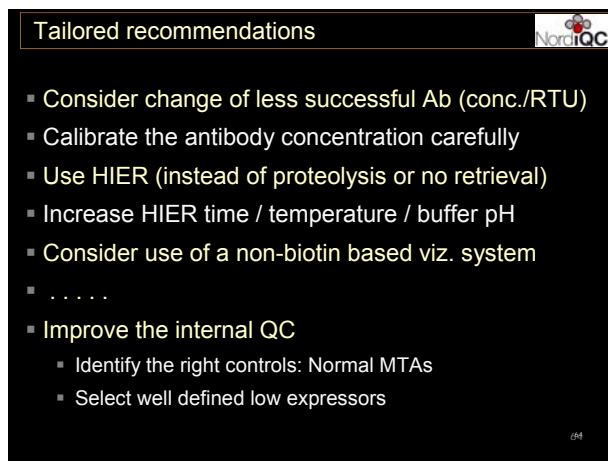 Tailored recommendations
NordiQC
▪ Consider change of less successful Ab (conc./RTU)
▪ Calibrate the antibody concentration carefully
▪ Use HIER (instead of proteolysis or no retrieval)
▪ Increase HIER time / temperature / buffer pH
▪ Consider use of a non-biotin based viz. system
▪ . . . . .
▪ Improve the internal QC
▪ Identify the right controls: Normal MTAs
▪ Select well defined low expressors